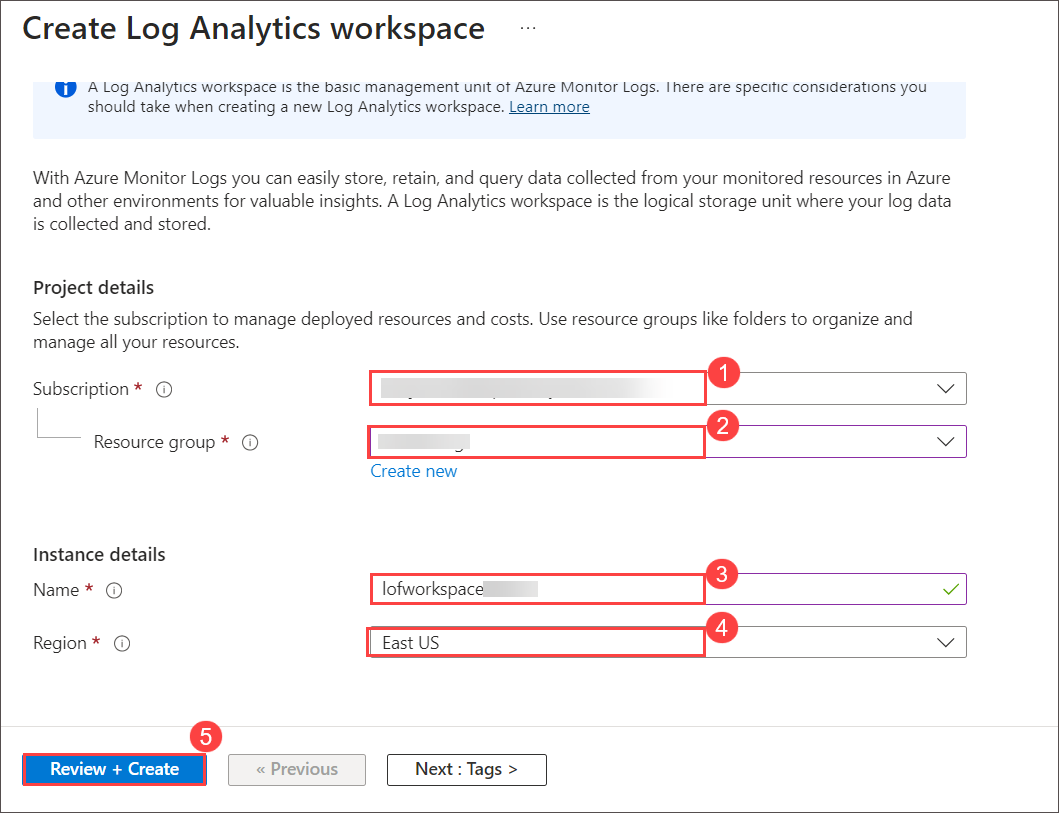 Create Log Analytics workspace ...
A Log Analytics workspace is the basic management unit of Azure Monitor Logs. There are specific considerations you
should take when creating a new Log Analytics workspace. Learn more
With Azure Monitor Logs you can easily store, retain, and query data collected from your monitored resources in Azure
and other environments for valuable insights. A Log Analytics workspace is the logical storage unit where your log data
is collected and stored.
Project details
Select the subscription to manage deployed resources and costs. Use resource groups like folders to organize and
manage all your resources.
Subscription * 1
Resource group * 2
Create new
Instance details
Name * lofworkspace 3
Region * East US 4
5
Review + Create « Previous Next : Tags >